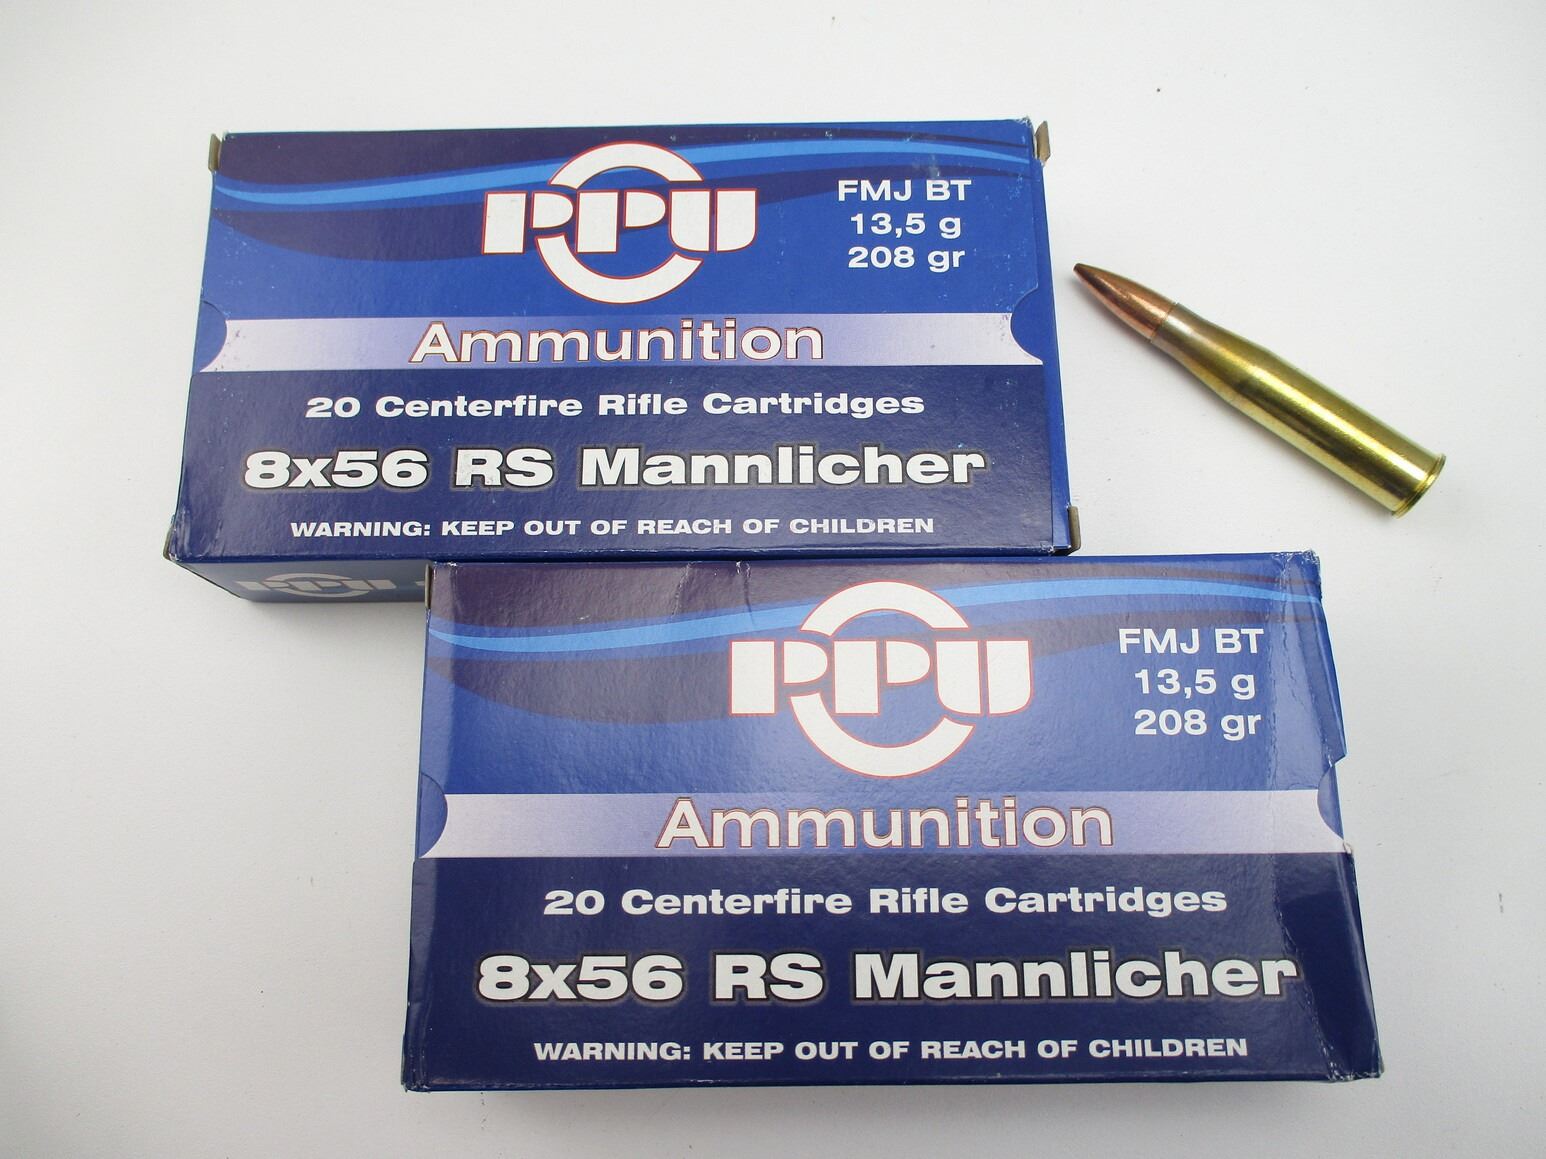 PPU
FMJ BT
13,5 g
208 gr
Ammunition
20 Centerfire Rifle Cartridges
8x56 RS Mannlicher
WARNING: KEEP OUT OF REACH OF CHILDREN
PPU
PPU
FMJ BT
13,5 g
208 gr
Ammunition
20 Centerfire Rifle Cartridges
8x56 RS Mannlicher
WARNING: KEEP OUT OF REACH OF CHILDREN